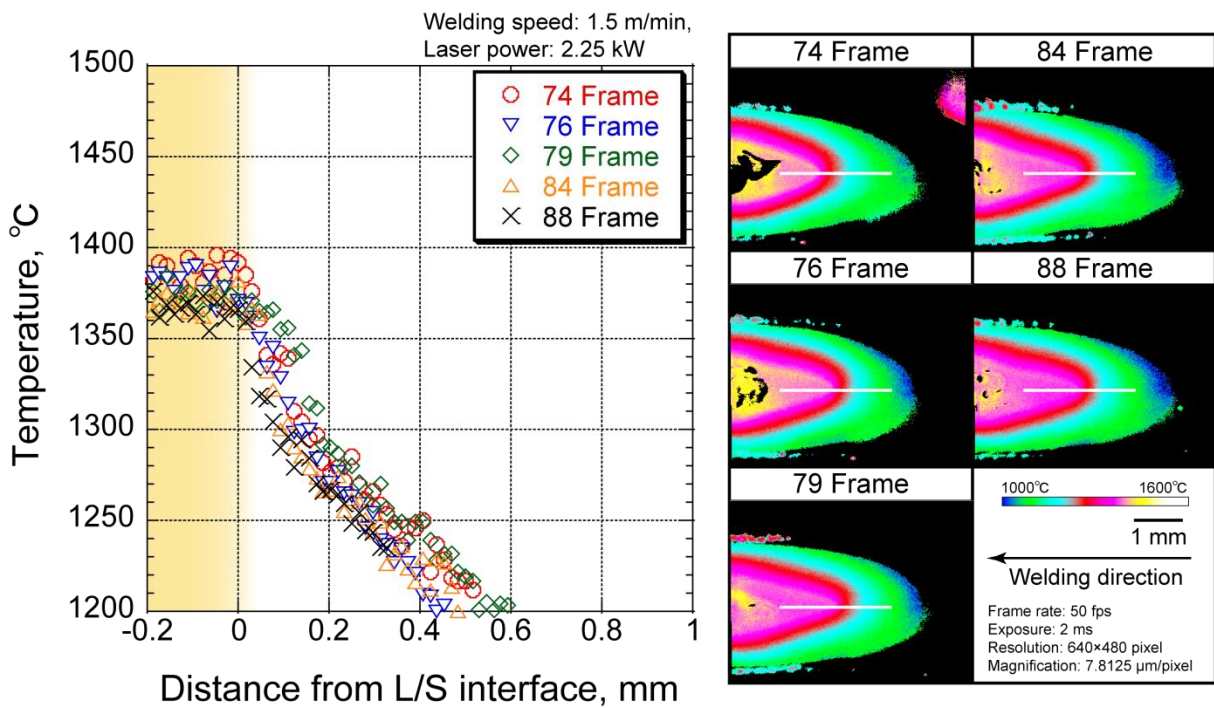 Welding speed: 1.5 m/min,
Laser power: 2.25 kW
1500
1450
1400
1350
1300
1250
1200
Temperature, °C
-0.2
0
0.2
0.4
0.6
0.8
1
Distance from L/S interface, mm
74 Frame
76 Frame
79 Frame
84 Frame
88 Frame
74 Frame
84 Frame
76 Frame
88 Frame
79 Frame
1000℃ 1600℃
1 mm
Welding direction
Frame rate: 50 fps
Exposure: 2 ms
Resolution: 640×480 pixel
Magnification: 7.8125 μm/pixel